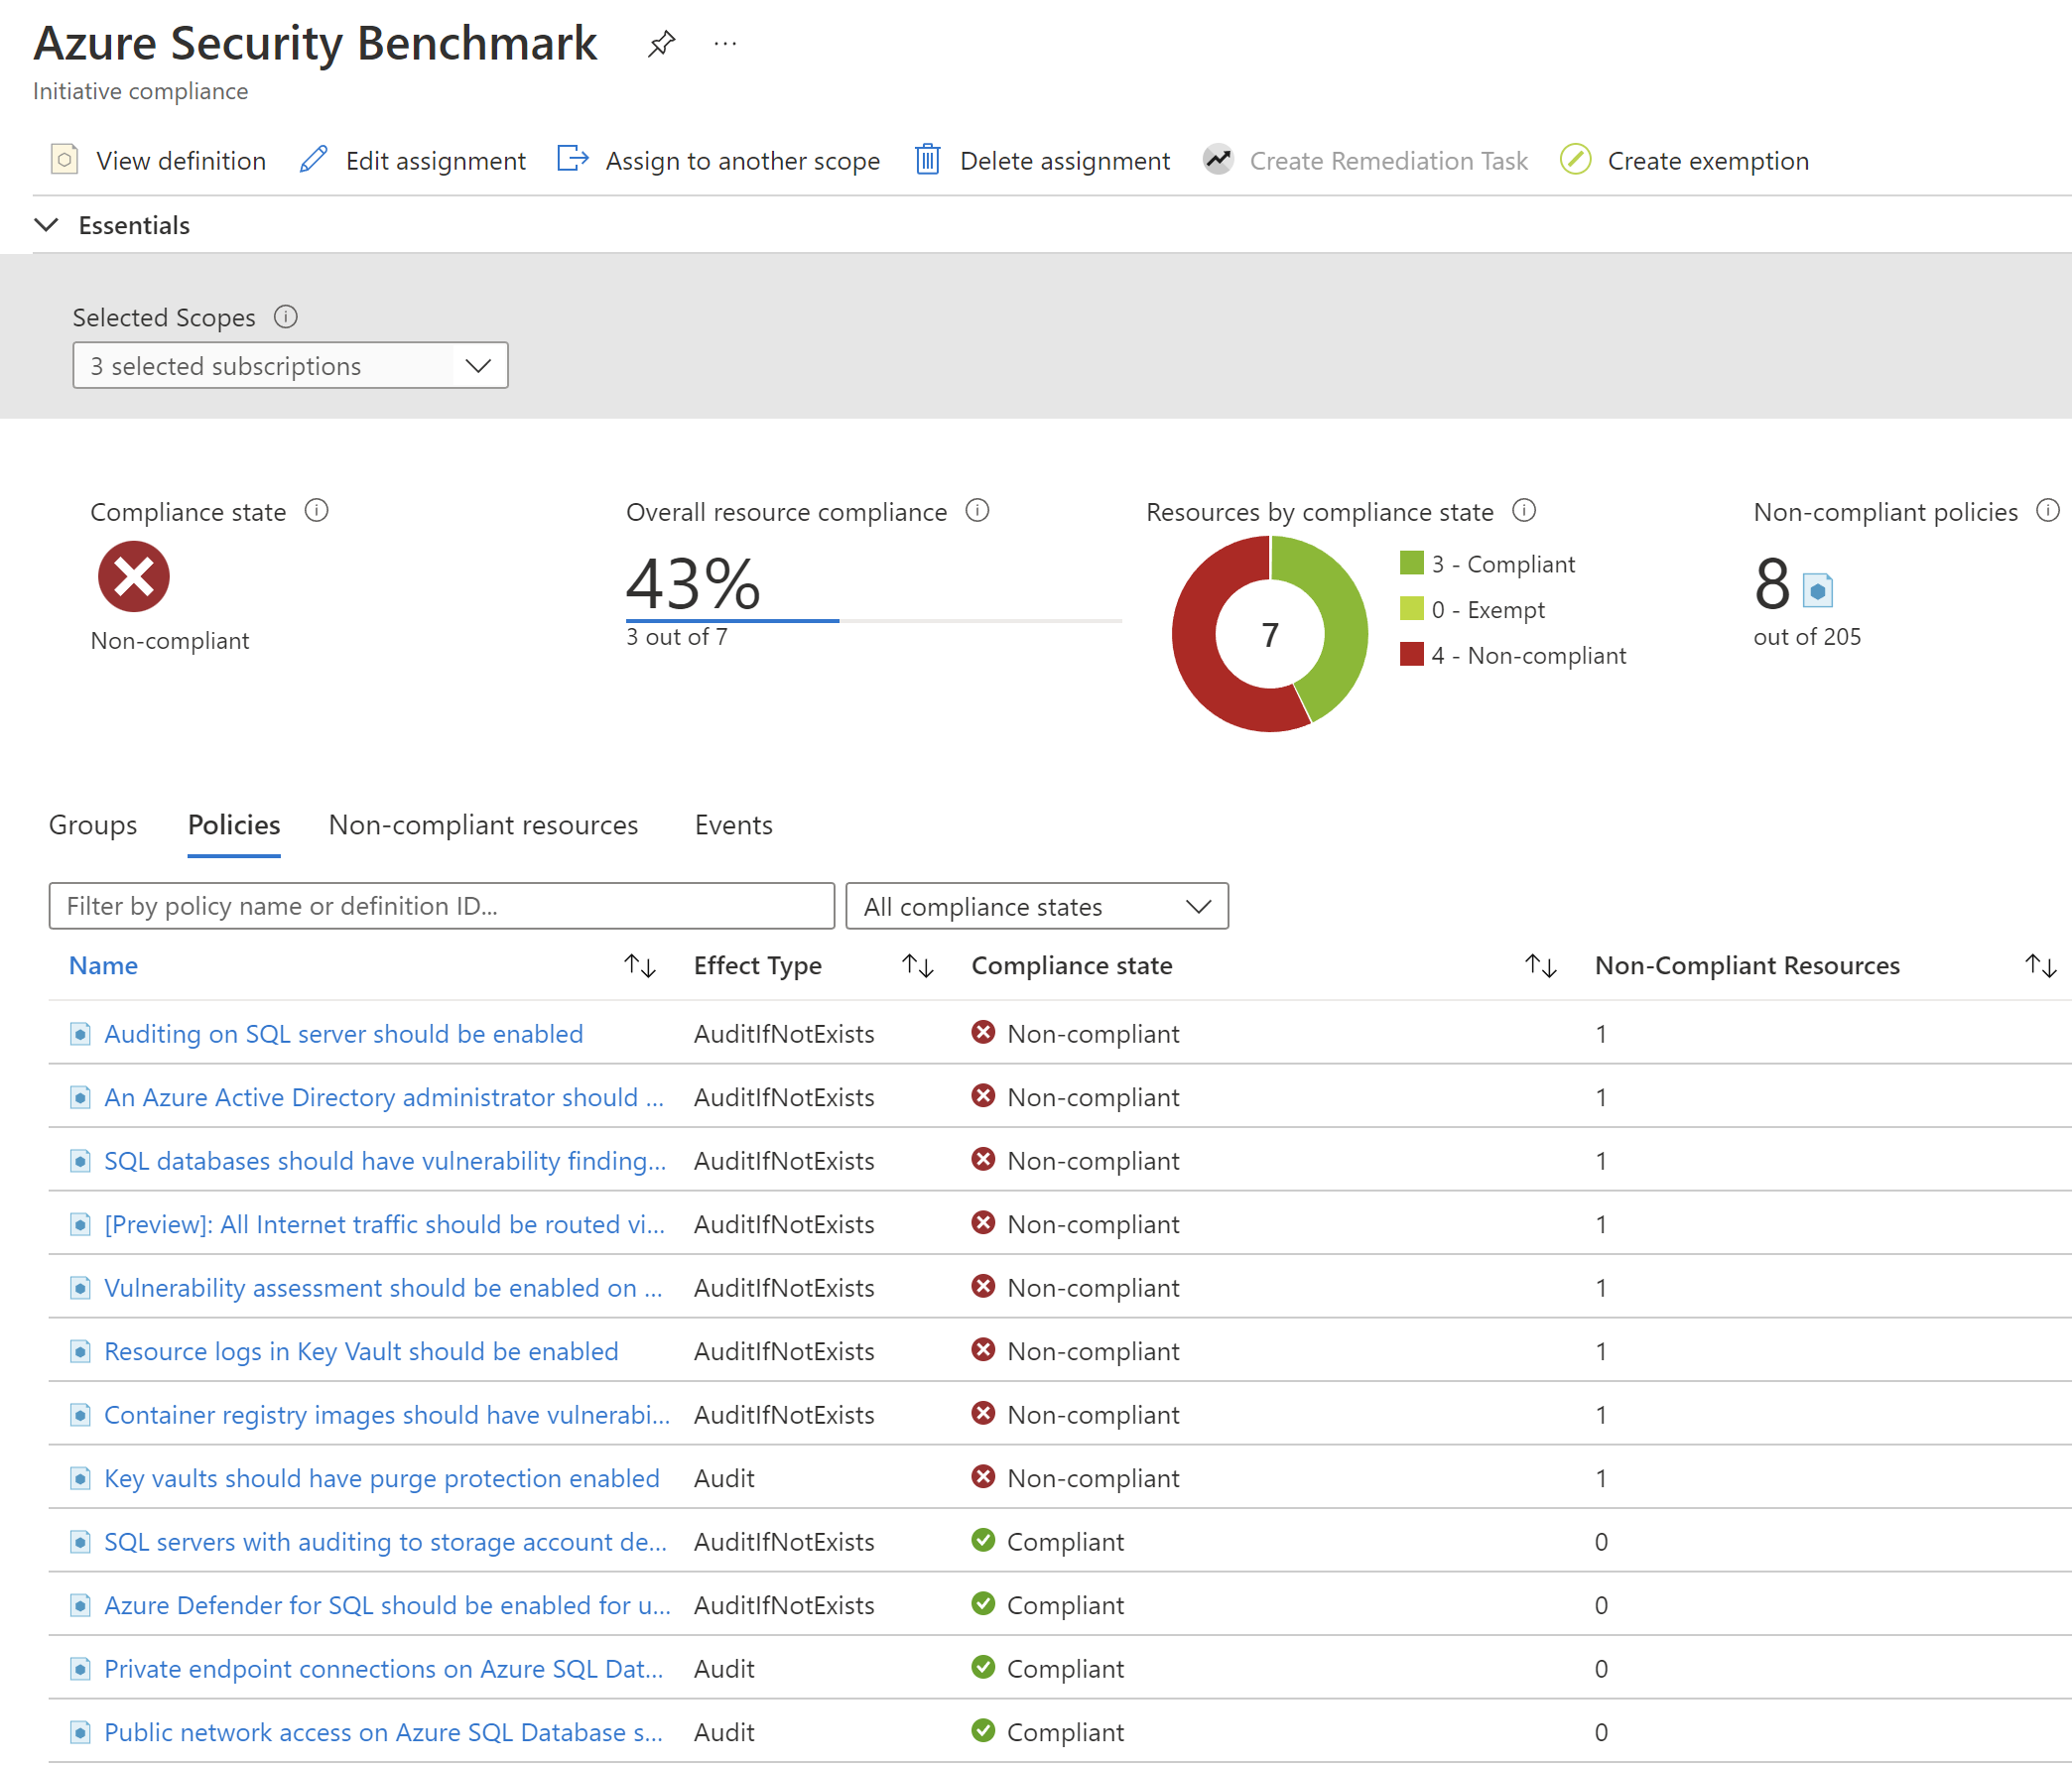 Azure Security Benchmark ...
Initiative compliance
View definition Edit assignment Assign to another scope Delete assignment Create Remediation Task Create exemption
Essentials
Selected Scopes
3 selected subscriptions
Compliance state Overall resource compliance Resources by compliance state Non-compliant policies
43% 3 - Compliant 8
0 - Exempt
Non-compliant 3 out of 7 7 4 - Non-compliant out of 205
Groups Policies Non-compliant resources Events
Filter by policy name or definition ID... All compliance states
Name Effect Type Compliance state Non-Compliant Resources
Auditing on SQL server should be enabled AuditIfNotExists Non-compliant 1
An Azure Active Directory administrator should ... AuditIfNotExists Non-compliant 1
SQL databases should have vulnerability finding... AuditIfNotExists Non-compliant 1
[Preview]: All Internet traffic should be routed vi... AuditIfNotExists Non-compliant 1
Vulnerability assessment should be enabled on ... AuditIfNotExists Non-compliant 1
Resource logs in Key Vault should be enabled AuditIfNotExists Non-compliant 1
Container registry images should have vulnerabi... AuditIfNotExists Non-compliant 1
Key vaults should have purge protection enabled Audit Non-compliant 1
SQL servers with auditing to storage account de... AuditIfNotExists Compliant 0
Azure Defender for SQL should be enabled for u... AuditIfNotExists Compliant 0
Private endpoint connections on Azure SQL Dat... Audit Compliant 0
Public network access on Azure SQL Database s... Audit Compliant 0